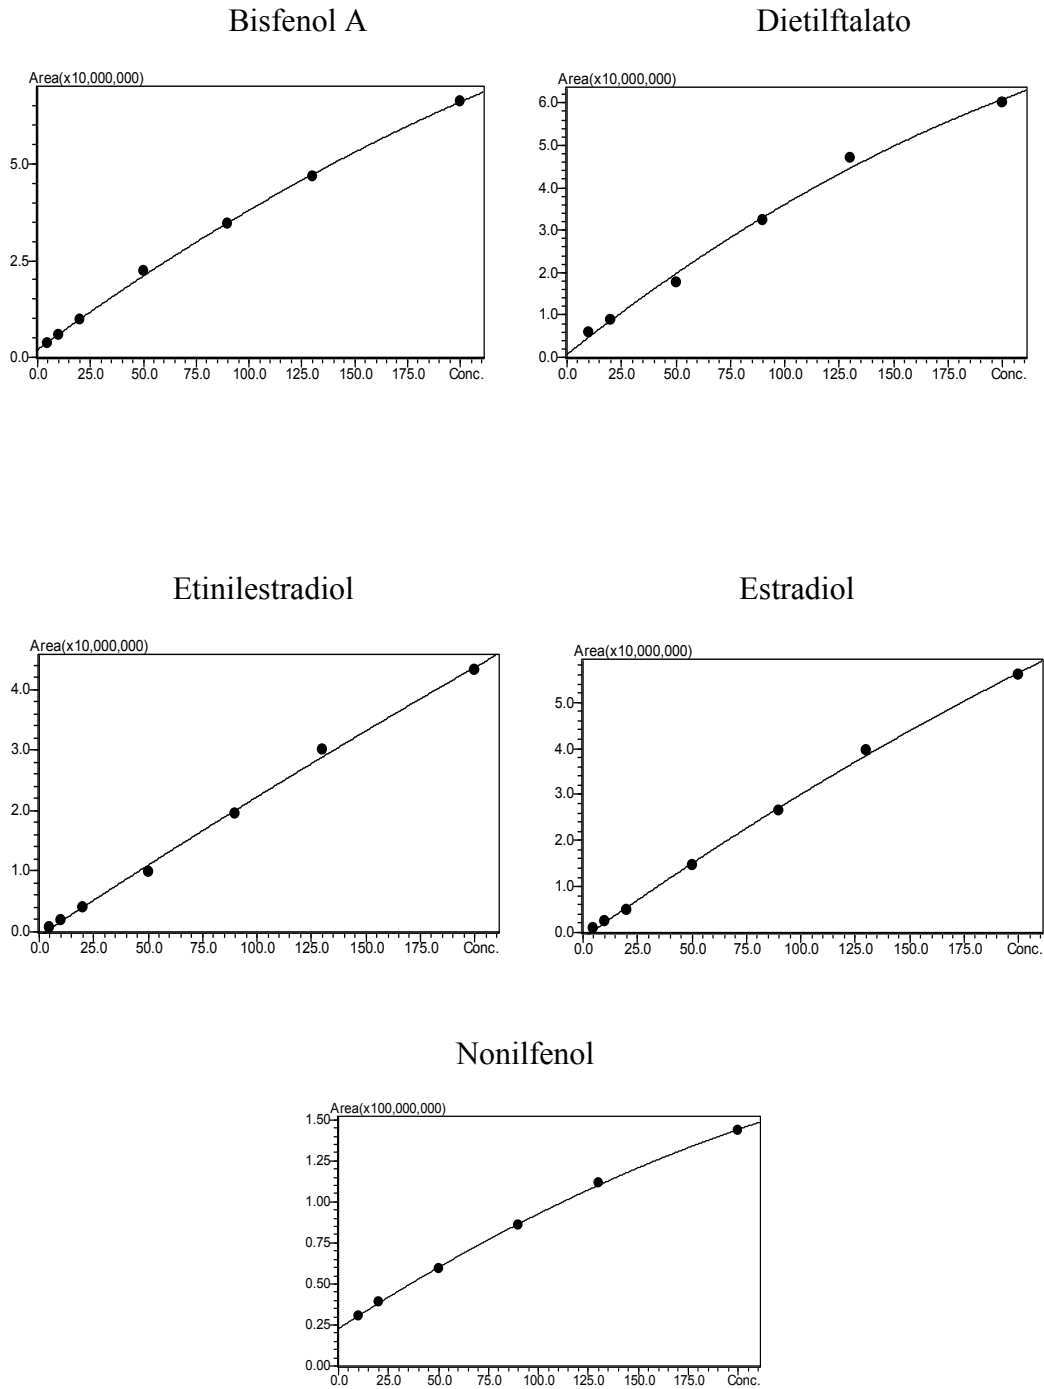 Bisfenol A
Dietilftalato
Area(x10,000,000)
5.0
2.5
0.0
0.0 25.0 50.0 75.0 100.0 125.0 150.0 175.0 Conc.
Area(x10,000,000)
6.0
5.0
4.0
3.0
2.0
1.0
0.0
0.0 25.0 50.0 75.0 100.0 125.0 150.0 175.0 Conc.
Etinilestradiol
Estradiol
Area(x10,000,000)
4.0
3.0
2.0
1.0
0.0
0.0 25.0 50.0 75.0 100.0 125.0 150.0 175.0 Conc.
Area(x10,000,000)
5.0
4.0
3.0
2.0
1.0
0.0
0.0 25.0 50.0 75.0 100.0 125.0 150.0 175.0 Conc.
Nonilfenol
Area(x100,000,000)
1.50
1.25
1.00
0.75
0.50
0.25
0.00
0.0 25.0 50.0 75.0 100.0 125.0 150.0 175.0 Conc.